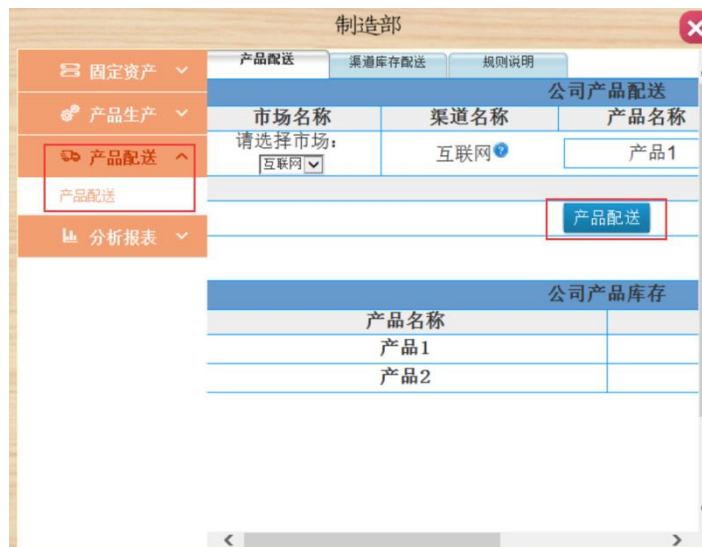 制造部
固定资产
产品生产
产品配送
产品配送
分析报表
产品配送 渠道库存配送 规则说明
公司产品配送
市场名称 渠道名称 产品名称
请选择市场：
互联网 互联网 产品1
产品配送
公司产品库存
产品名称
产品1
产品2